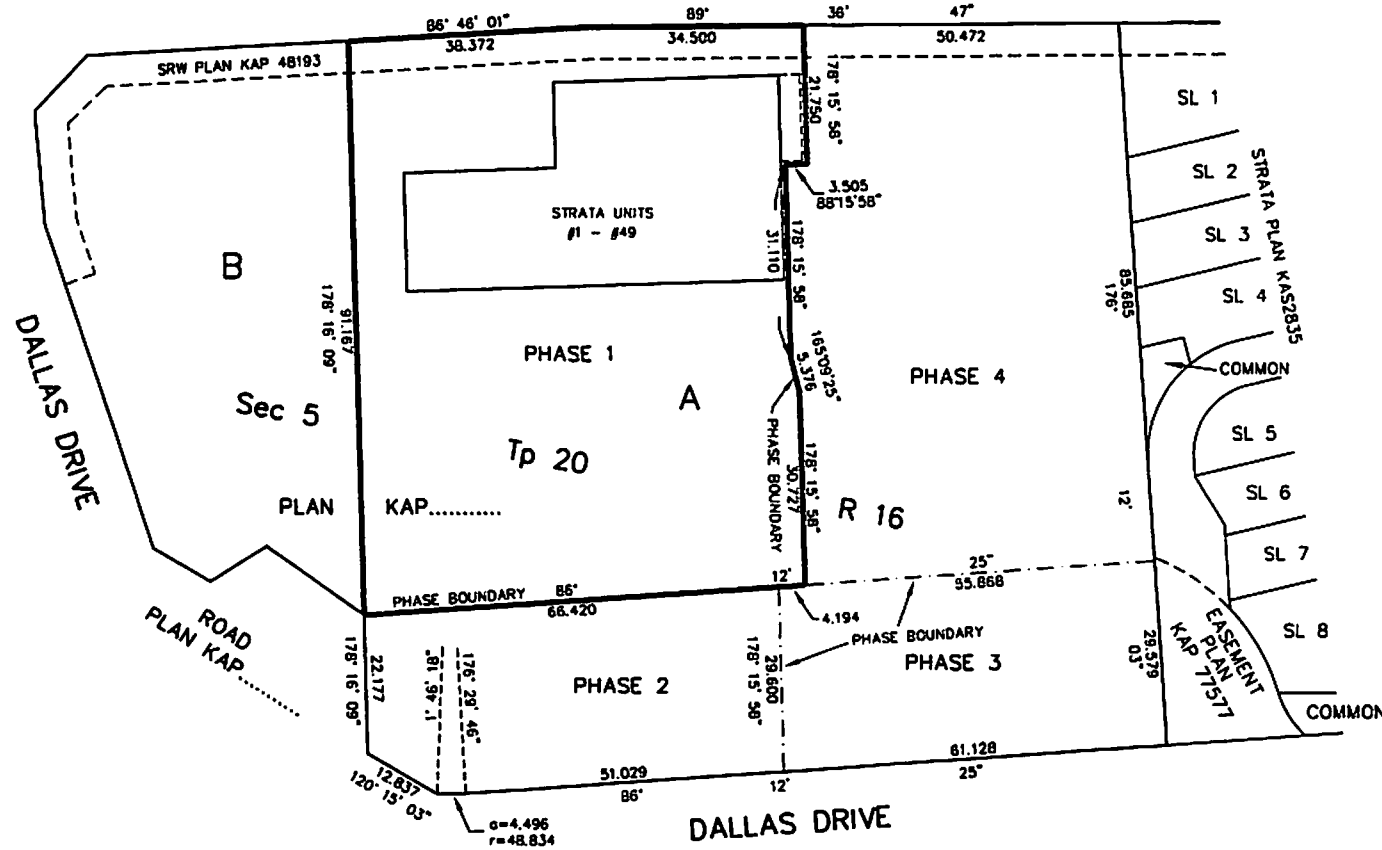 86° 46' 01"
89°
36'
47"
38.372
34.500
50.472
SRW PLAN KAP 48193
178° 15' 58"
21.750
SL 1
SL 2
SL 3
SL 4
STRATA PLAN KAS2835
3.505
88°15'58"
STRATA UNITS
#1 - #49
31.110
178° 15' 58"
B
178° 16' 09"
91.167
85.685
176°
DALLAS DRIVE
PHASE 1
165°09'25"
5.376
PHASE 4
COMMON
Sec 5
A
PHASE BOUNDARY
Tp 20
178° 15' 58"
30.727
SL 5
SL 6
SL 7
SL 8
PLAN
KAP...........
R 16
12'
PHASE BOUNDARY
86°
66.420
12'
25"
95.868
4.194
PHASE BOUNDARY
ROAD
PLAN KAP...........
178° 16' 09"
22.177
1° 46' 18"
176° 29' 46"
PHASE 2
178° 15' 58"
29.600
PHASE 3
29.579
03"
EASEMENT
PLAN
KAP 77577
COMMON
12.837
120° 15' 03"
51.029
86°
12'
61.128
25"
a=4.496
r=48.834
DALLAS DRIVE